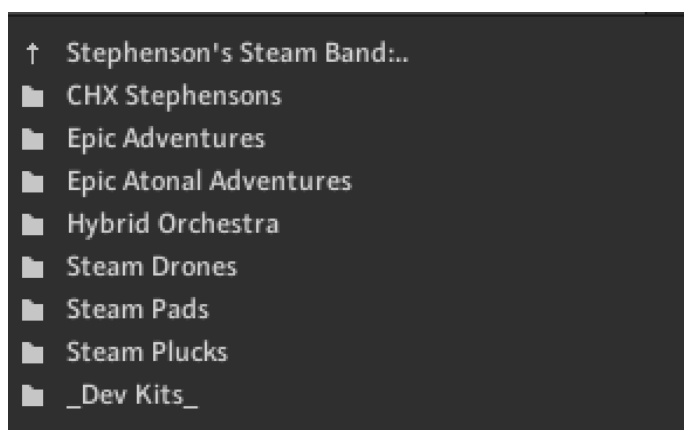 Stephenson's Steam Band:..
CHX Stephensons
Epic Adventures
Epic Atonal Adventures
Hybrid Orchestra
Steam Drones
Steam Pads
Steam Plucks
_Dev Kits_